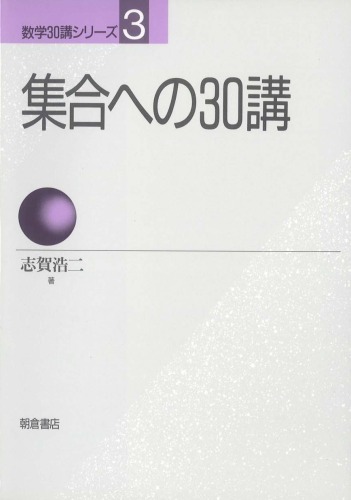 数学30講シリーズ 3
集合への30講
志賀浩二
著
朝倉書店